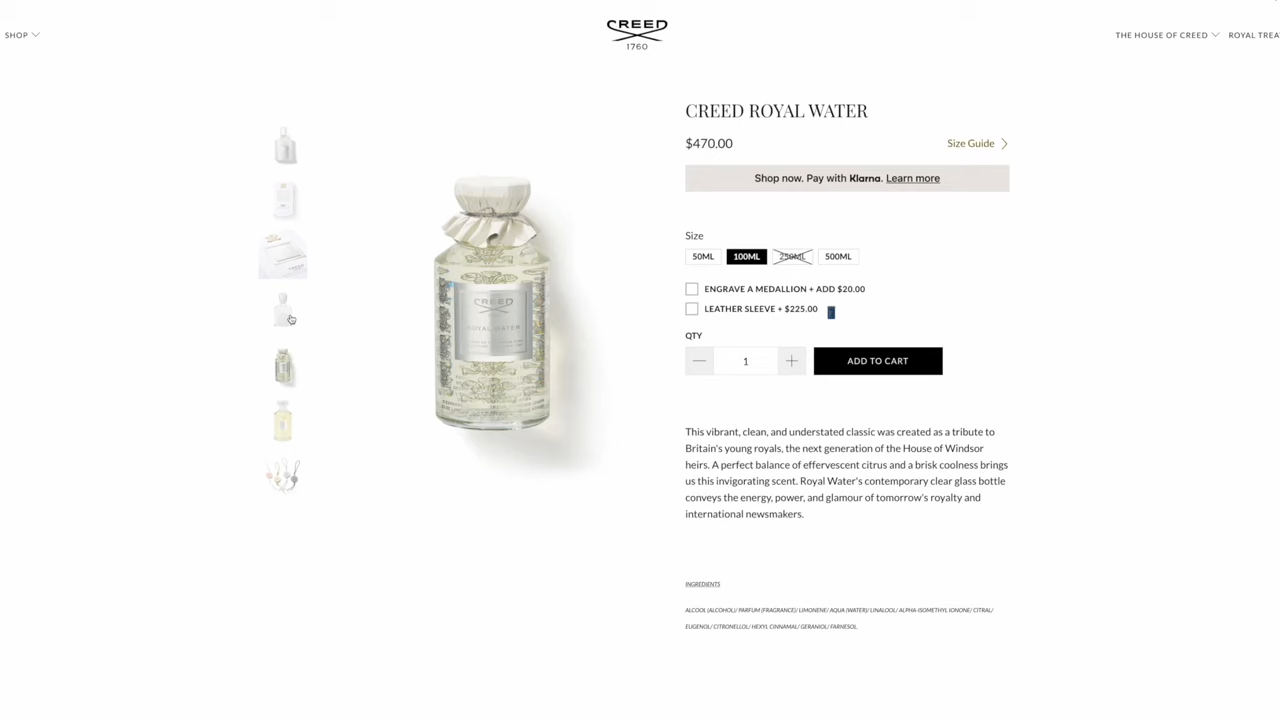 SHOP
CREED
1760
THE HOUSE OF CREED
ROYAL TREA
CREED ROYAL WATER
$470.00
Size Guide
Shop now. Pay with Klarna. Learn more
Size
50ML 100ML 250ML 500ML
ENGRAVE A MEDALLION + ADD $20.00
LEATHER SLEEVE + $225.00
QTY
1
ADD TO CART
This vibrant, clean, and understated classic was created as a tribute to
Britain's young royals, the next generation of the House of Windsor
heirs. A perfect balance of effervescent citrus and a brisk coolness brings
us this invigorating scent. Royal Water's contemporary clear glass bottle
conveys the energy, power, and glamour of tomorrow's royalty and
international newsmakers.
INGREDIENTS
ALCOOL (ALCOHOL)/ PARFUM (FRAGRANCE)/ LIMONENE/ AQUA (WATER)/ LINALOOL/ ALPHA-ISOMETHYL IONONE/ CITRAL/
EUGENOL/ CITRONELLOL/ HEXYL CINNAMAL/ GERANIOL/ FARNESOL.
CREED
ROYAL WATER